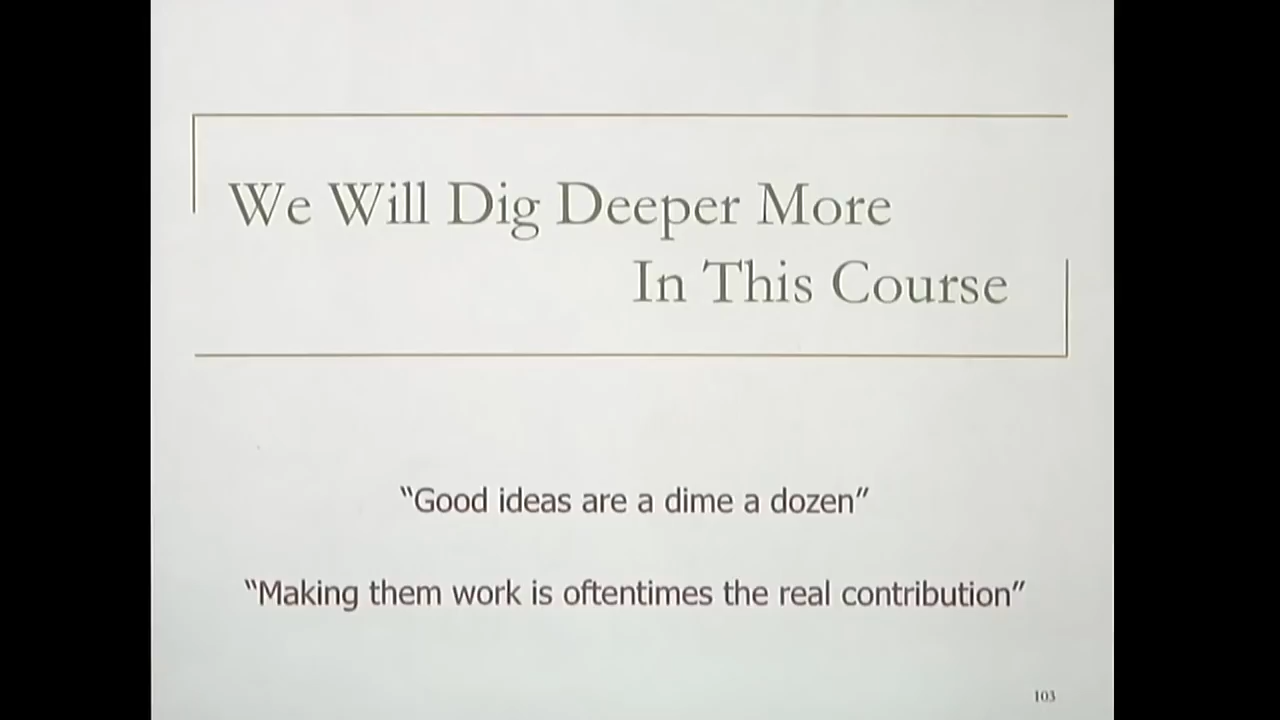 We Will Dig Deeper More
In This Course
“Good ideas are a dime a dozen”
“Making them work is oftentimes the real contribution”
103